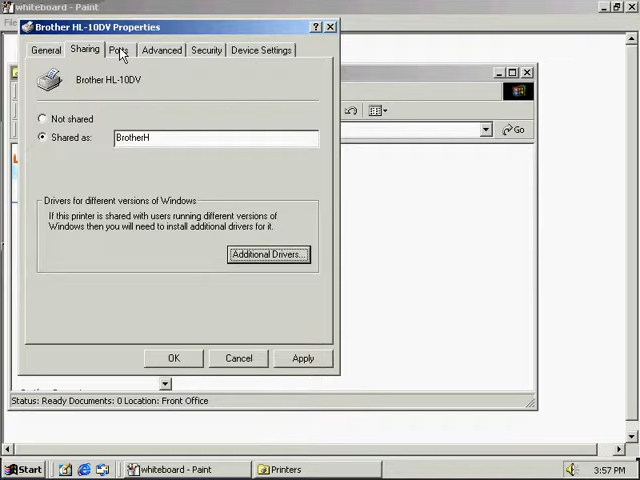 whiteboard - Paint
Brother HL-10DV Properties
General
Sharing
Advanced
Security
Device Settings
Brother HL-10DV
Not shared
Shared as:
BrotherH
Go
Drivers for different versions of Windows
If this printer is shared with users running different versions of
Windows then you will need to install additional drivers for it.
Additional Drivers...
OK
Cancel
Apply
Status: Ready Documents: 0 Location: Front Office
Start
whiteboard - Paint
Printers
3:57 PM